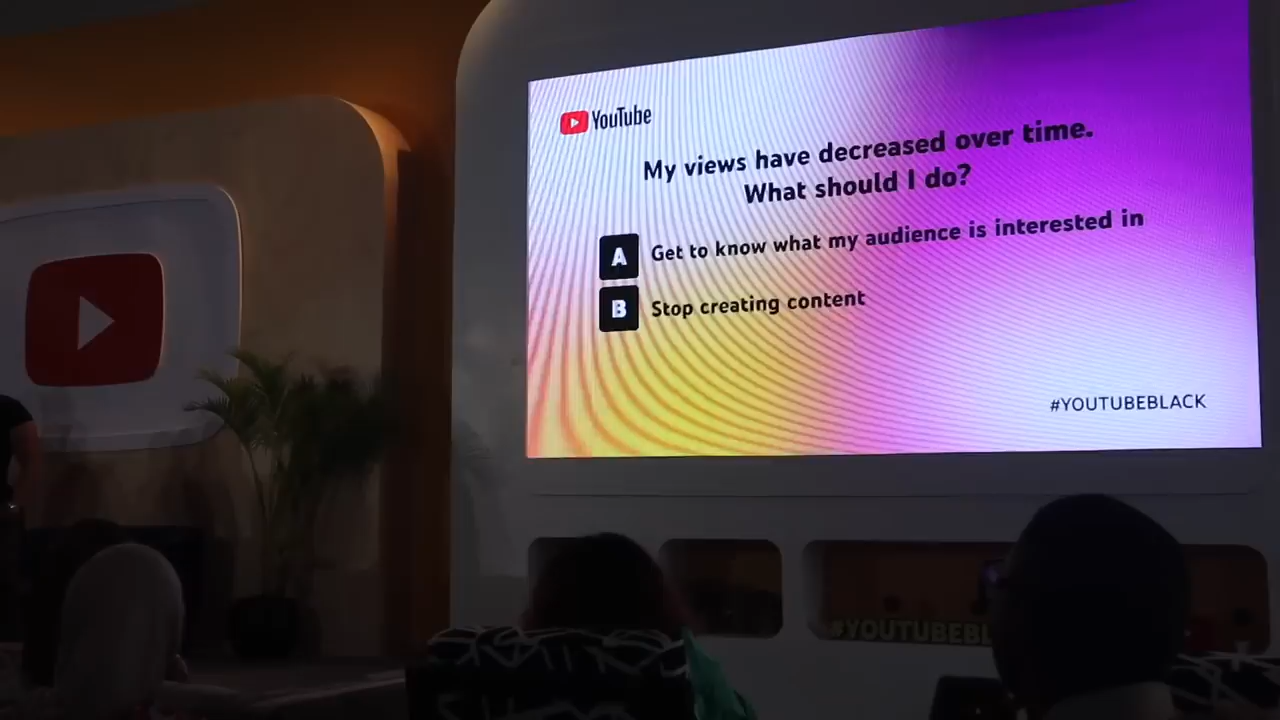 YouTube
My views have decreased over time.
What should I do?
A Get to know what my audience is interested in
B Stop creating content
#YOUTUBEBLACK
#YOUTUBEBL